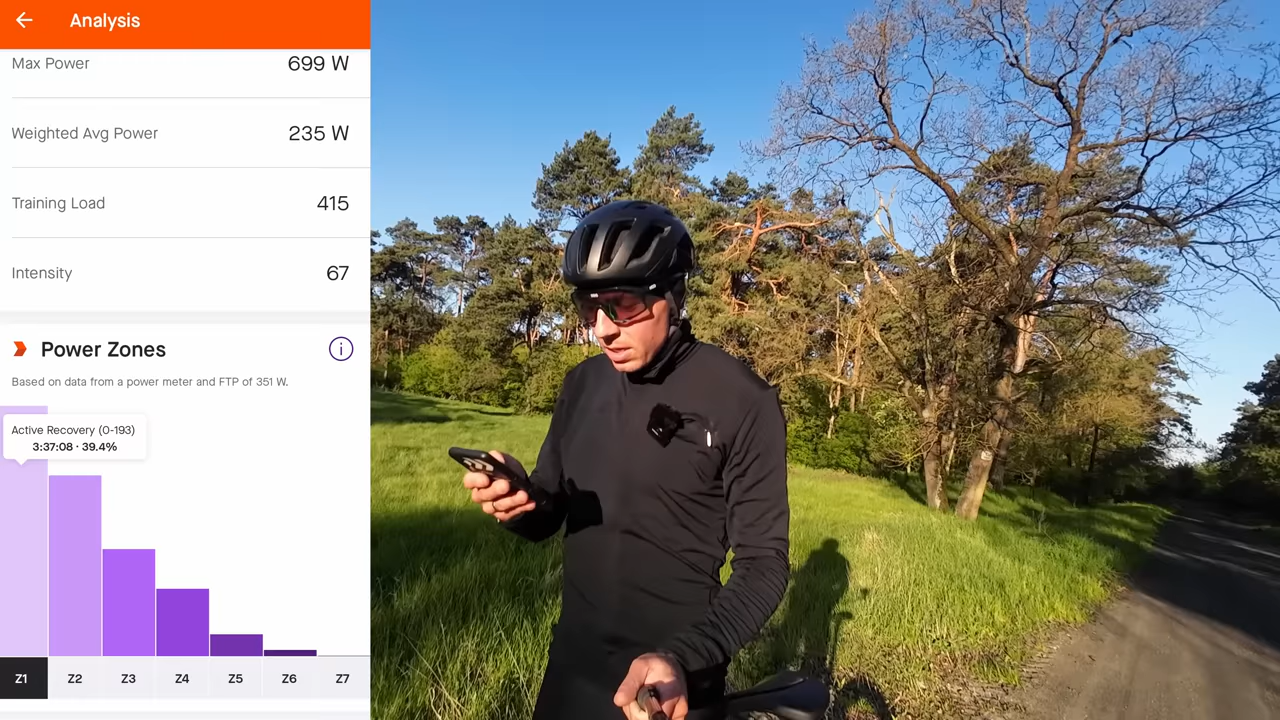 Analysis
Max Power 699 W
Weighted Avg Power 235 W
Training Load 415
Intensity 67
Power Zones
Based on data from a power meter and FTP of 351 W.
Active Recovery (0-193)
3:37:08 · 39.4%
Z1 Z2 Z3 Z4 Z5 Z6 Z7